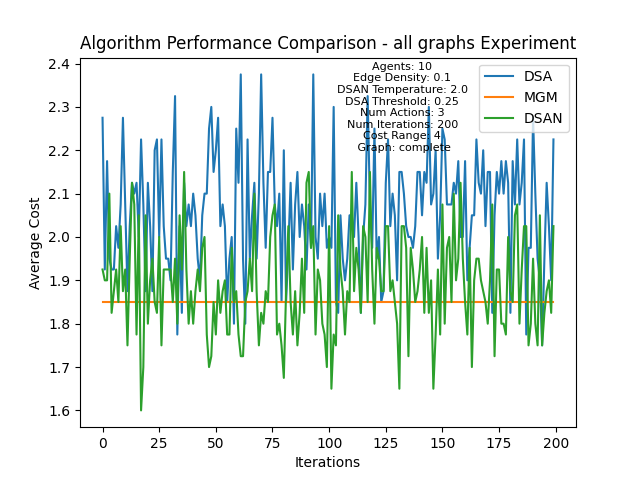 Algorithm Performance Comparison - all graphs Experiment
Agents: 10
Edge Density: 0.1
DSAN Temperature: 2.0
DSA Threshold: 0.25
Num Actions: 3
Num Iterations: 200
Cost Range: 4
Graph: complete
DSA
MGM
DSAN
Average Cost
2.4
2.3
2.2
2.1
2.0
1.9
1.8
1.7
1.6
0 25 50 75 100 125 150 175 200
Iterations